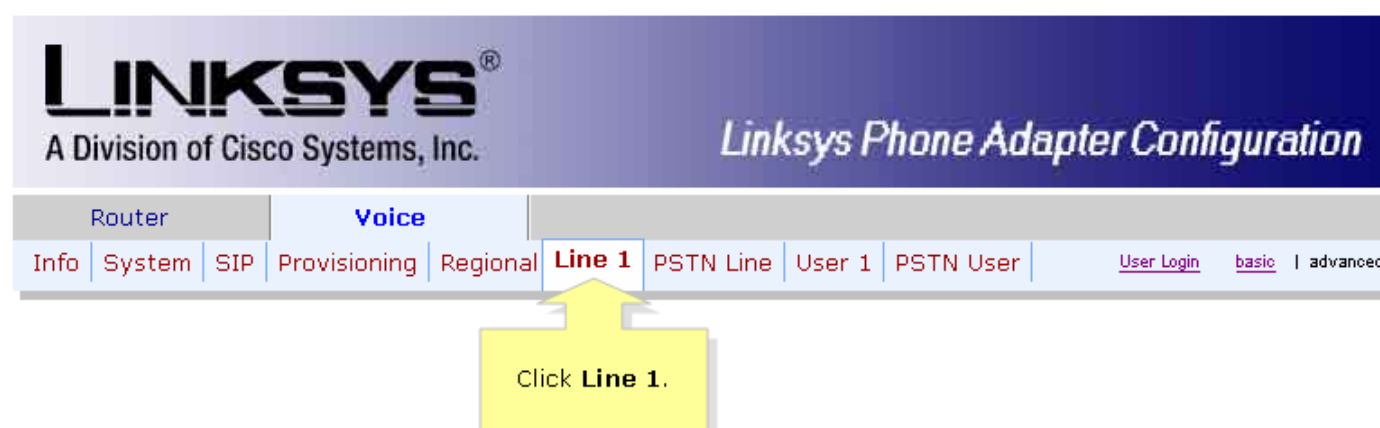 LINKSYS®
A Division of Cisco Systems, Inc.
Linksys Phone Adapter Configuration
Router Voice
Info System SIP Provisioning Regional Line 1 PSTN Line User 1 PSTN User User Login basic | advanced
Click Line 1.